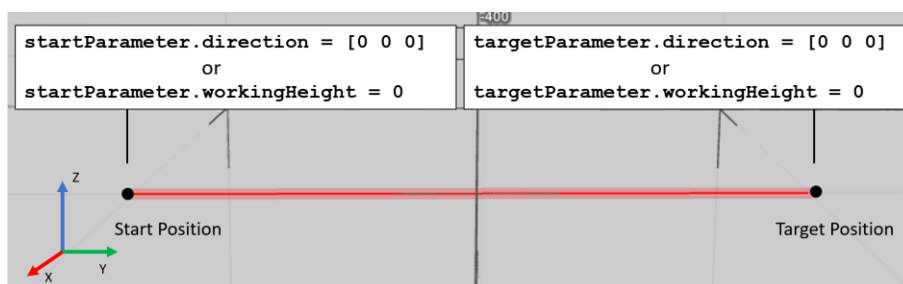 -400
startParameter.direction = [0 0 0]
or
startParameter.workingHeight = 0
targetParameter.direction = [0 0 0]
or
targetParameter.workingHeight = 0
Z
Y
X
Start Position
Target Position